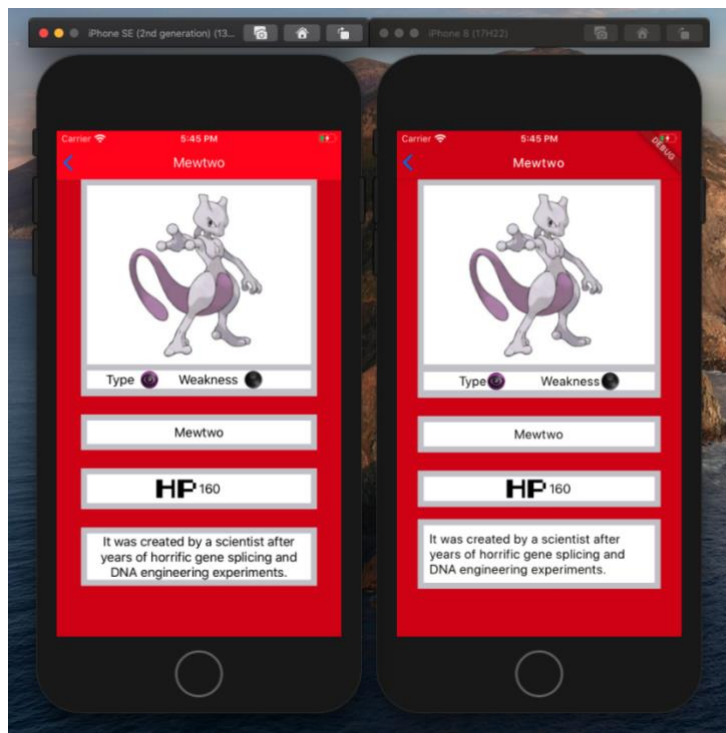 iPhone SE (2nd generation) (13...
iPhone 8 (17H22)
Carrier
5:45 PM
Mewtwo
Type
Weakness
Mewtwo
HP 160
It was created by a scientist after
years of horrific gene splicing and
DNA engineering experiments.
Carrier
5:45 PM
DEBUG
Mewtwo
Type
Weakness
Mewtwo
HP 160
It was created by a scientist after
years of horrific gene splicing and
DNA engineering experiments.